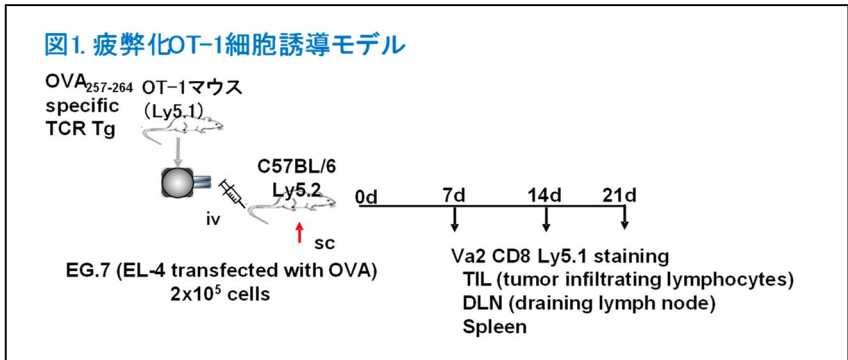 図1. 疲弊化OT-1細胞誘導モデル
OVA257-264 specific TCR Tg
OT-1マウス
(Ly5.1)
iv
C57BL/6
Ly5.2
sc
EG.7 (EL-4 transfected with OVA)
2x10⁵ cells
0d 7d 14d 21d
Va2 CD8 Ly5.1 staining
TIL (tumor infiltrating lymphocytes)
DLN (draining lymph node)
Spleen